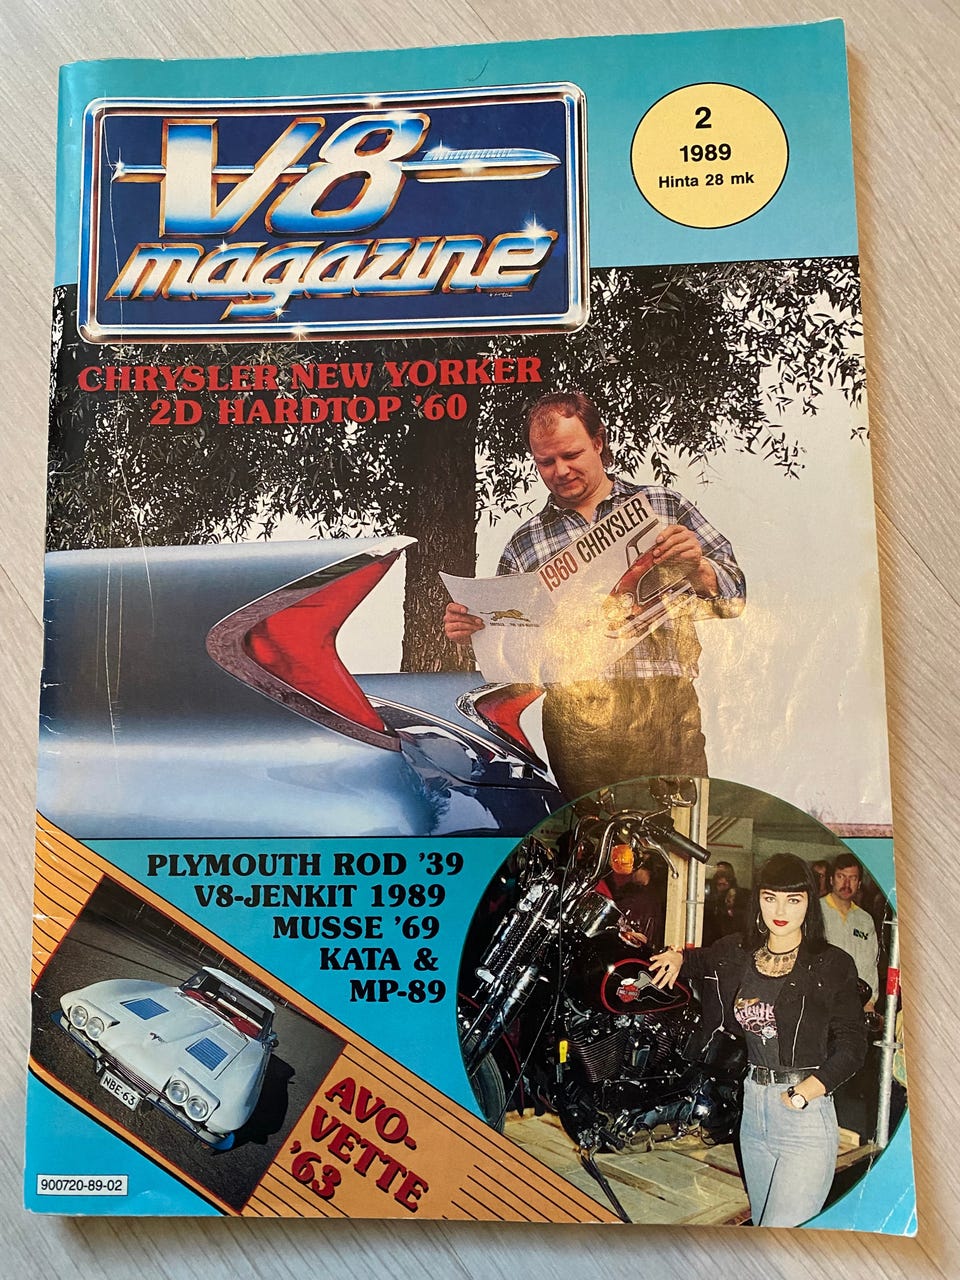 V8
magazine
2
1989
Hinta 28 mk
CHRYSLER NEW YORKER
2D HARDTOP '60
1960 CHRYSLER
PLYMOUTH ROD '39
V8-JENKIT 1989
MUSSE '69
KATA &
MP-89
NBE-63
AVO-
VETTE
'63
900720-89-02